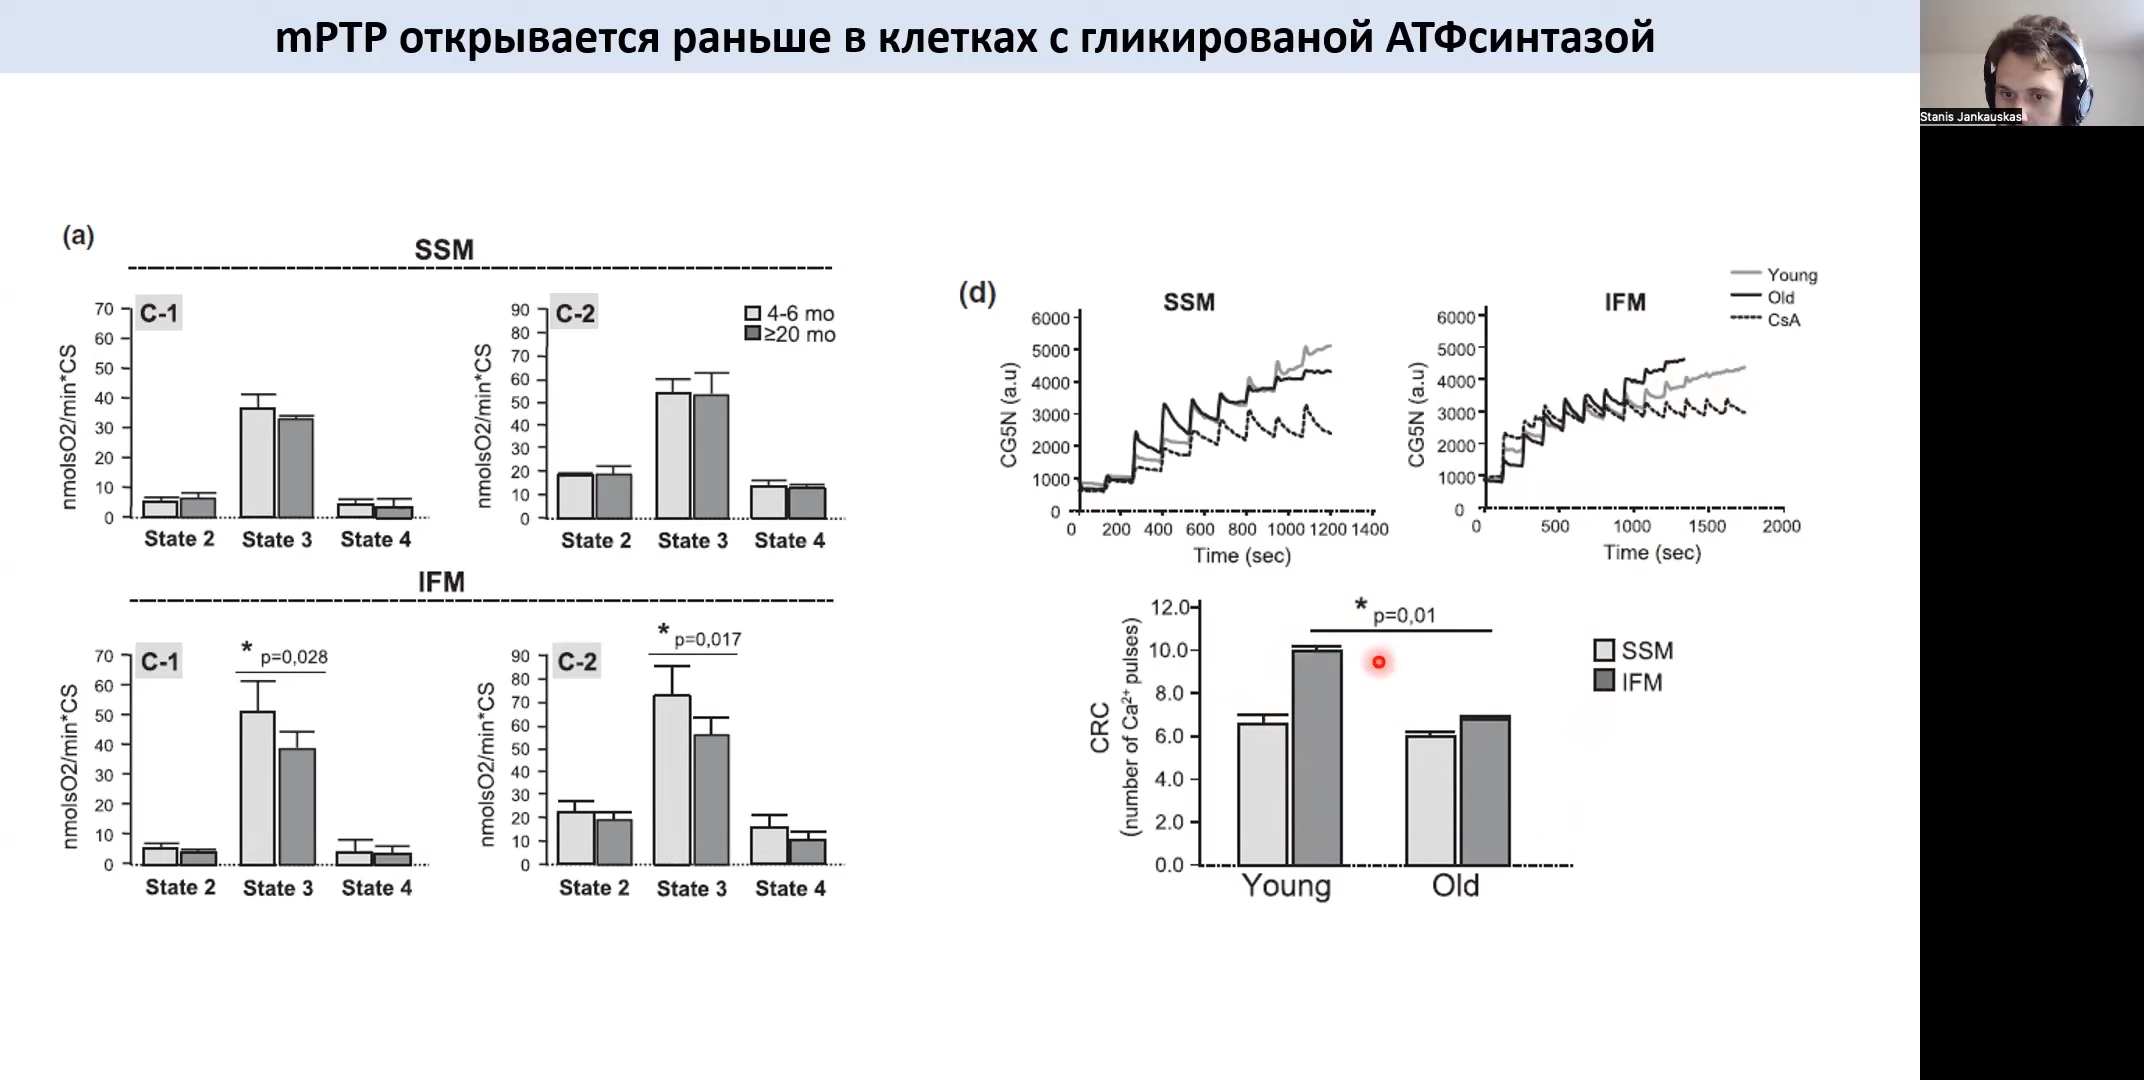 mPTP открывается раньше в клетках с гликированой АТФсинтазой
Stanis Jankauskas
(a)
SSM
C-1
70
60
50
40
30
20
10
0
nmolsO2/min*CS
State 2 State 3 State 4
C-2
4-6 mo
≥20 mo
90
80
70
60
50
40
30
20
10
0
nmolsO2/min*CS
State 2 State 3 State 4
IFM
C-1
* p=0,028
70
60
50
40
30
20
10
0
nmolsO2/min*CS
State 2 State 3 State 4
C-2
* p=0,017
90
80
70
60
50
40
30
20
10
0
nmolsO2/min*CS
State 2 State 3 State 4
(d)
SSM
6000
5000
4000
3000
2000
1000
0
CG5N (a.u)
0 200 400 600 800 1000 1200 1400
Time (sec)
IFM
Young
Old
CsA
6000
5000
4000
3000
2000
1000
0
CG5N (a.u)
0 500 1000 1500 2000
Time (sec)
* p=0,01
12.0
10.0
8.0
6.0
4.0
2.0
0.0
CRC
(number of Ca²⁺ pulses)
SSM
IFM
Young Old